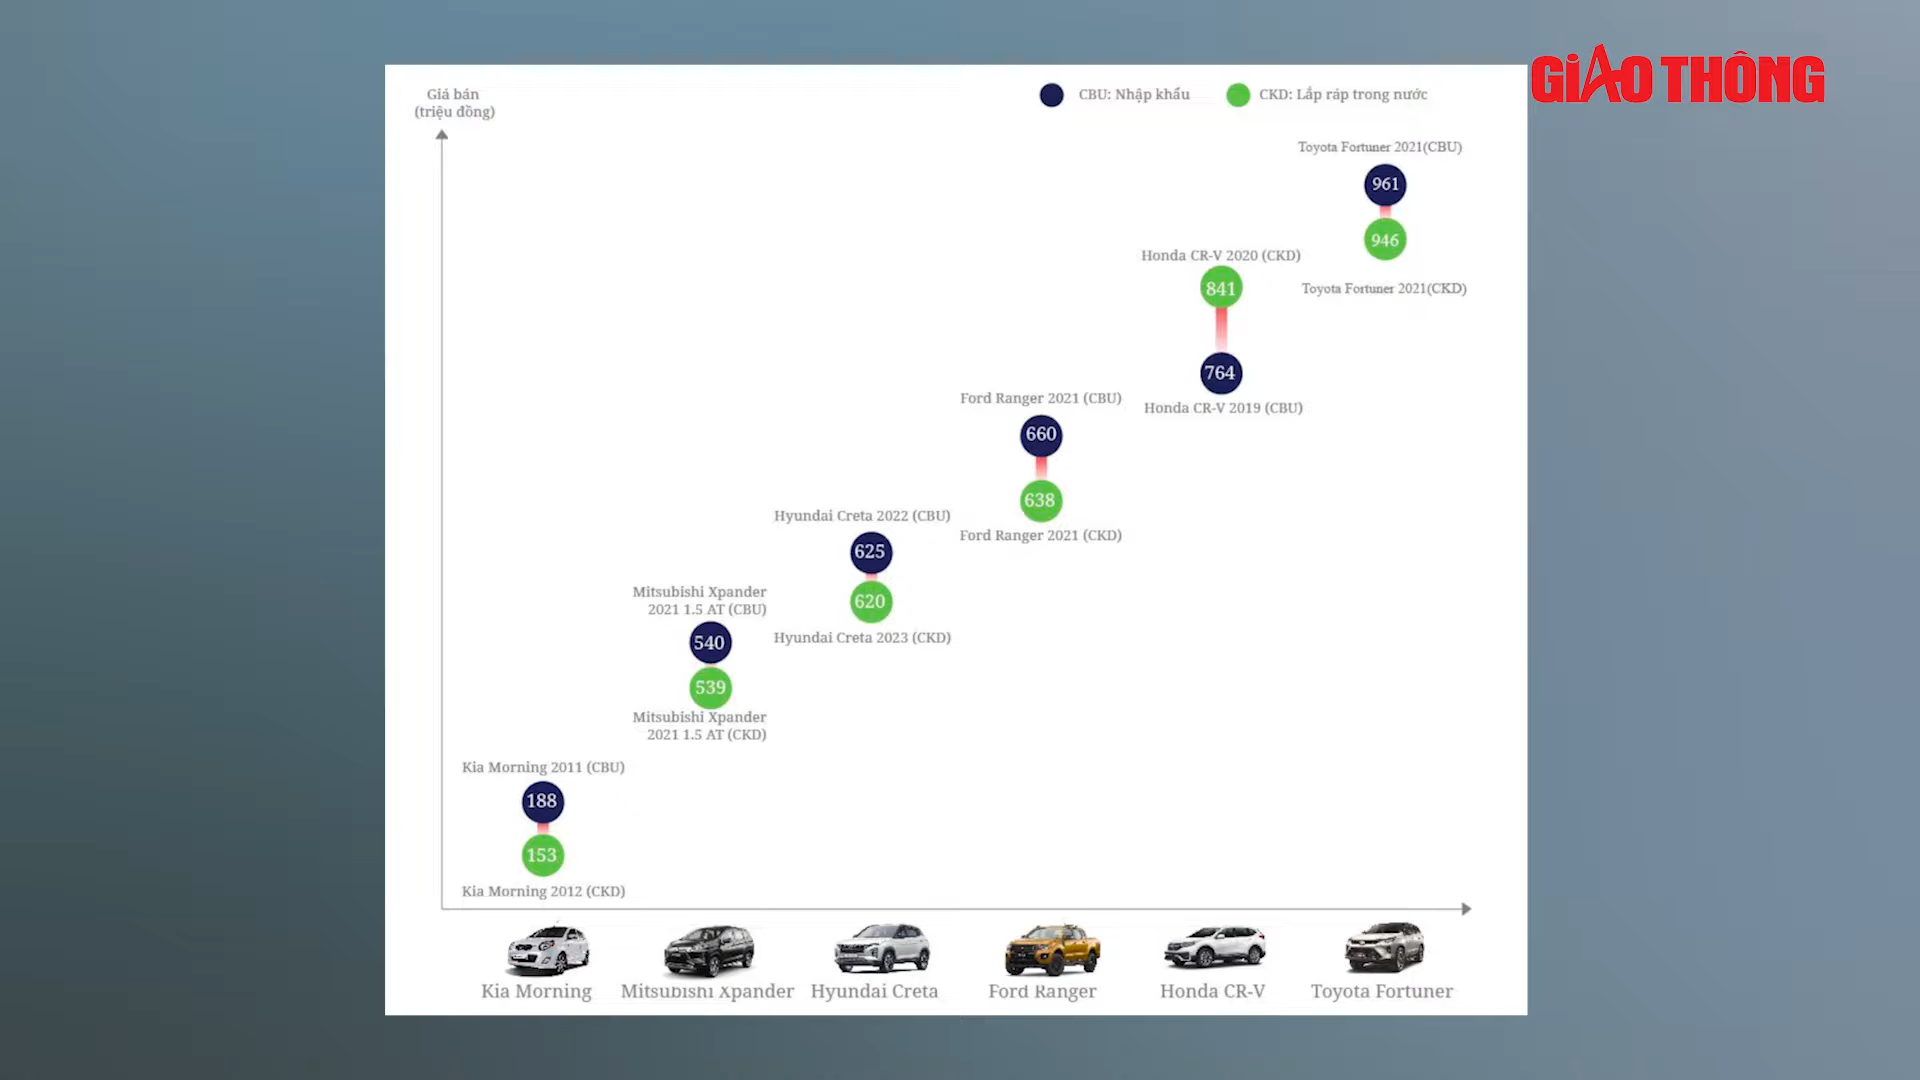 GIAO THÔNG
Giá bán
(triệu đồng)
CBU: Nhập khẩu
CKD: Lắp ráp trong nước
Toyota Fortuner 2021(CBU)
961
946
Toyota Fortuner 2021(CKD)
Honda CR-V 2020 (CKD)
841
764
Honda CR-V 2019 (CBU)
Ford Ranger 2021 (CBU)
660
638
Ford Ranger 2021 (CKD)
Hyundai Creta 2022 (CBU)
625
620
Hyundai Creta 2023 (CKD)
Mitsubishi Xpander
2021 1.5 AT (CBU)
540
539
Mitsubishi Xpander
2021 1.5 AT (CKD)
Kia Morning 2011 (CBU)
188
153
Kia Morning 2012 (CKD)
Kia Morning
Mitsubishi Xpander
Hyundai Creta
Ford Ranger
Honda CR-V
Toyota Fortuner